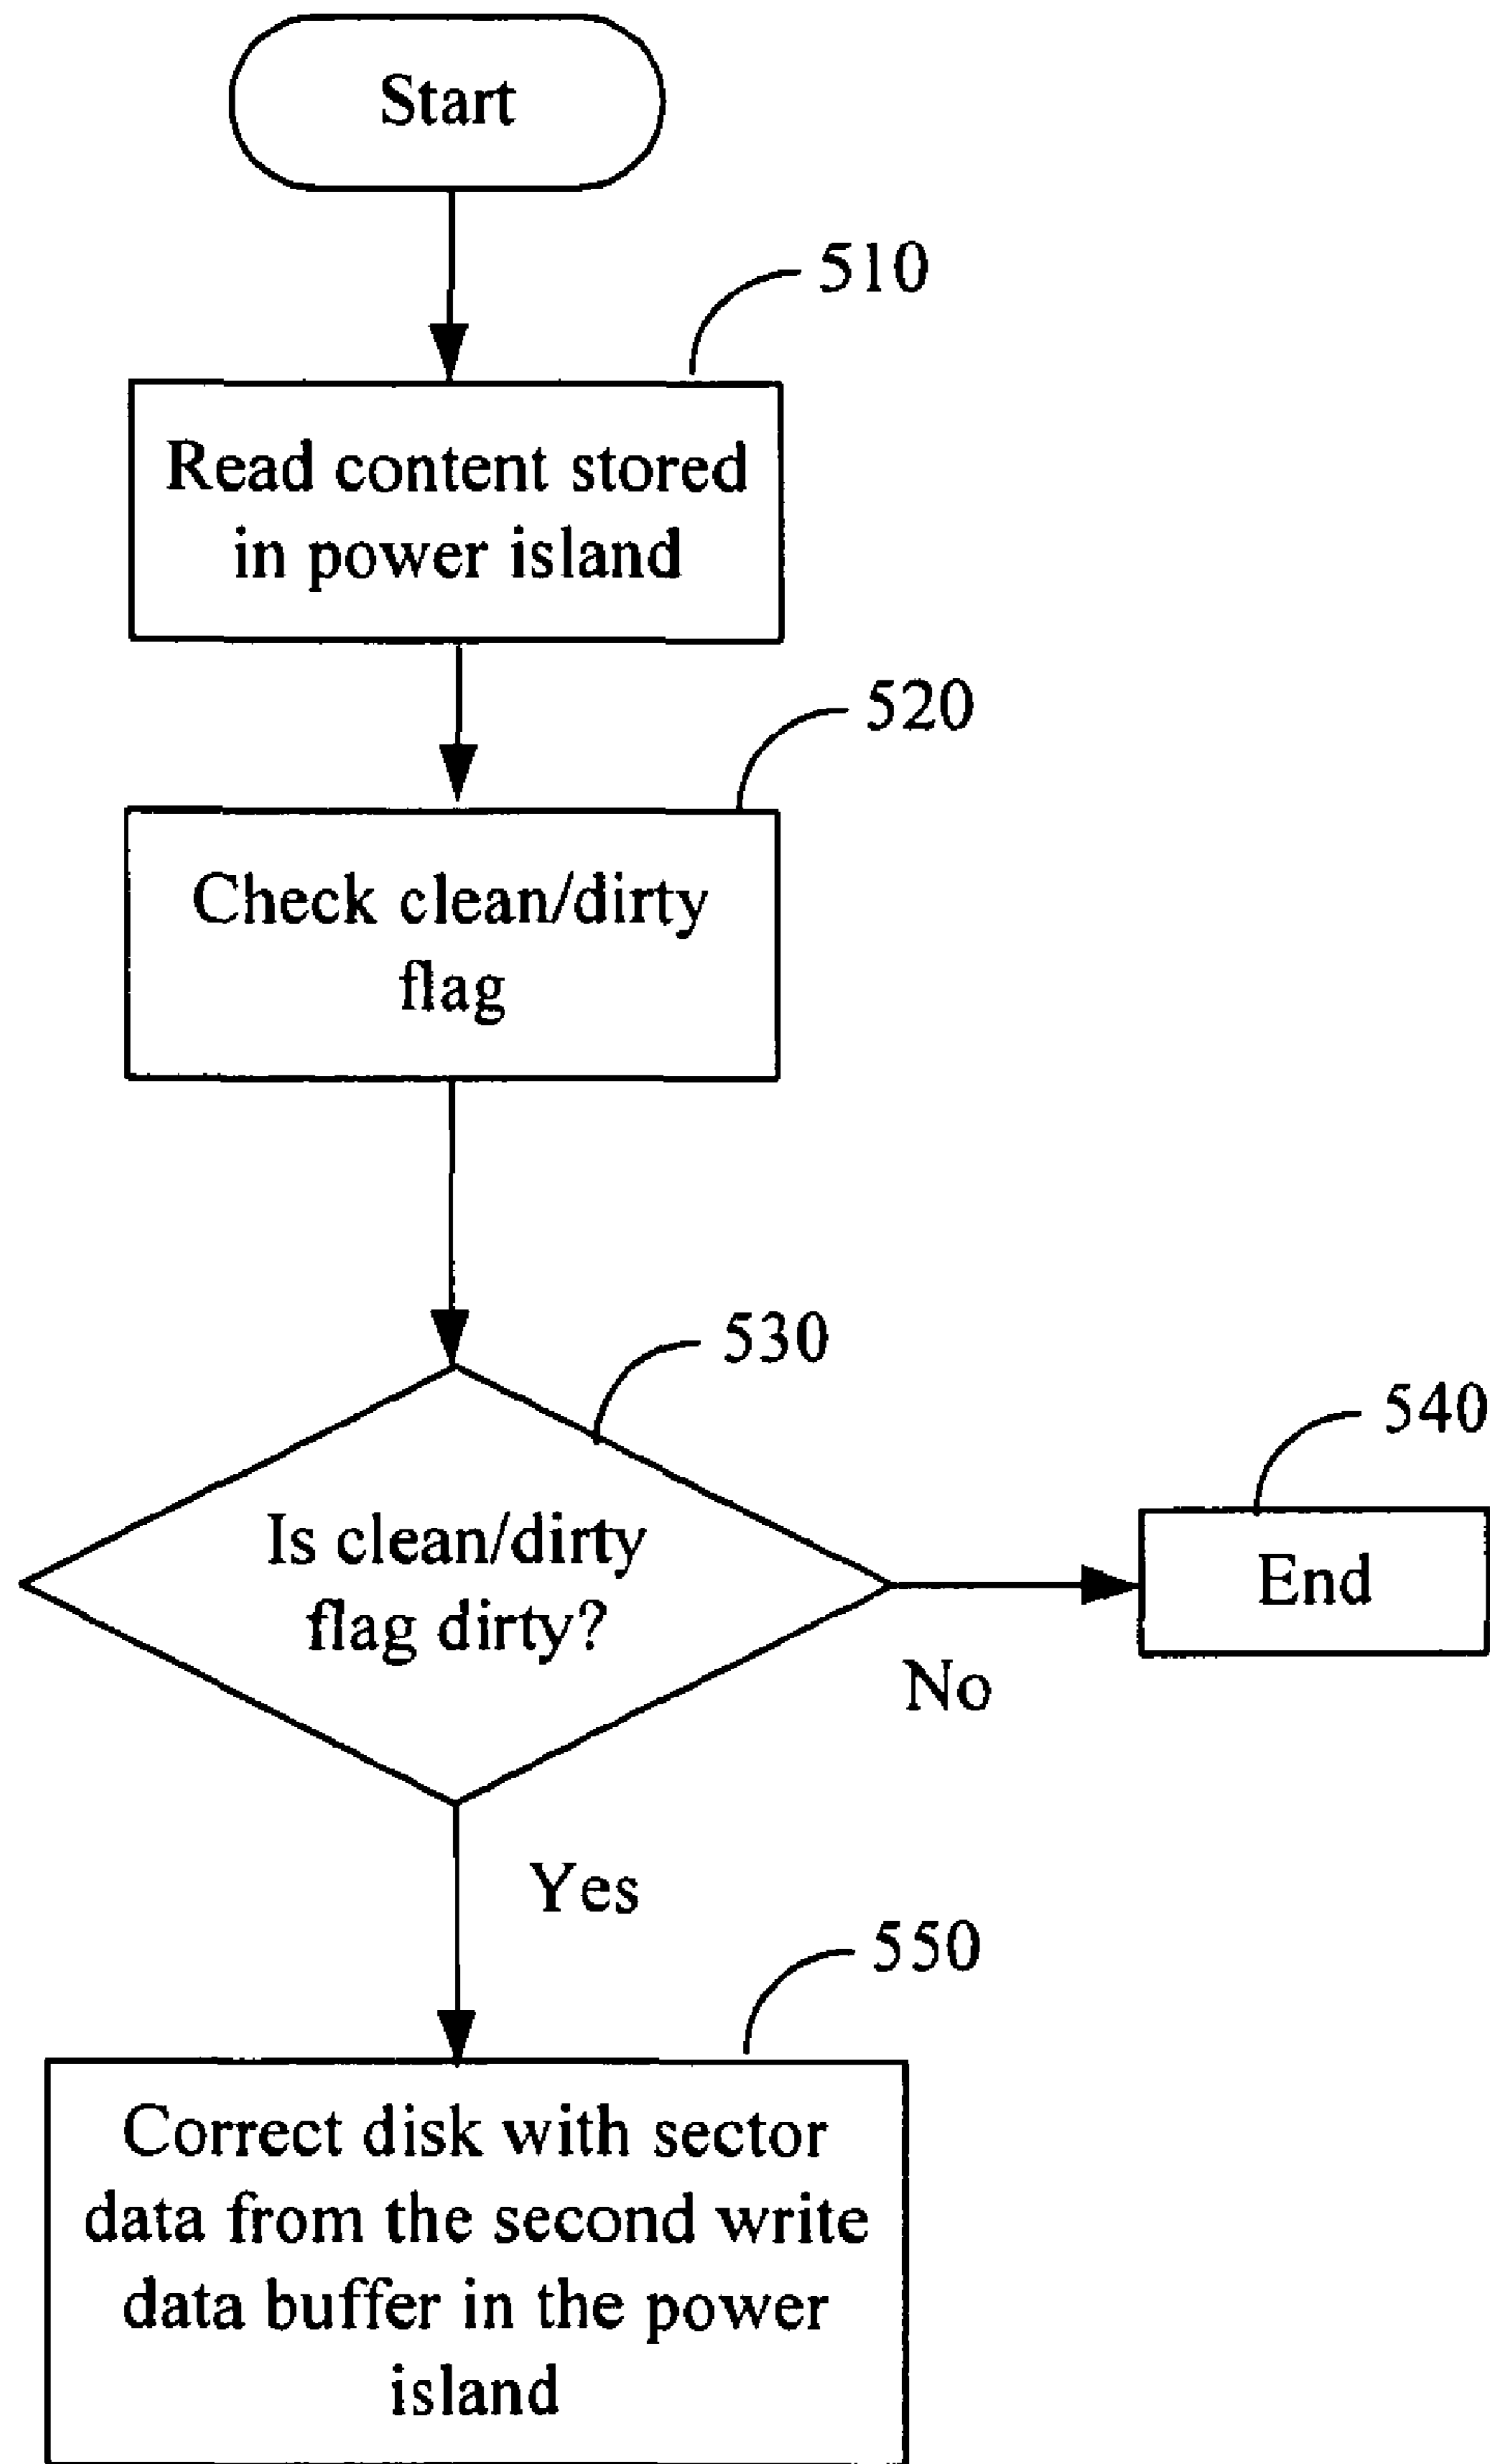 Start
510
Read content stored
in power island
520
Check clean/dirty
flag
530
Is clean/dirty
flag dirty?
540
End
No
Yes
550
Correct disk with sector
data from the second write
data buffer in the power
island